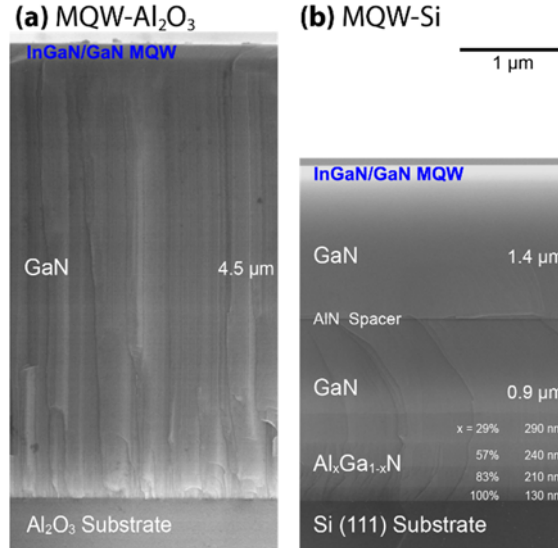 (a) MQW-Al₂O₃
InGaN/GaN MQW
GaN
4.5 µm
Al₂O₃ Substrate
(b) MQW-Si
1 µm
InGaN/GaN MQW
GaN 1.4 µm
AlN Spacer
GaN 0.9 µm
x = 29% 290 nm
AlₓGa₁₋ₓN 57% 240 nm
83% 210 nm
100% 130 nm
Si (111) Substrate